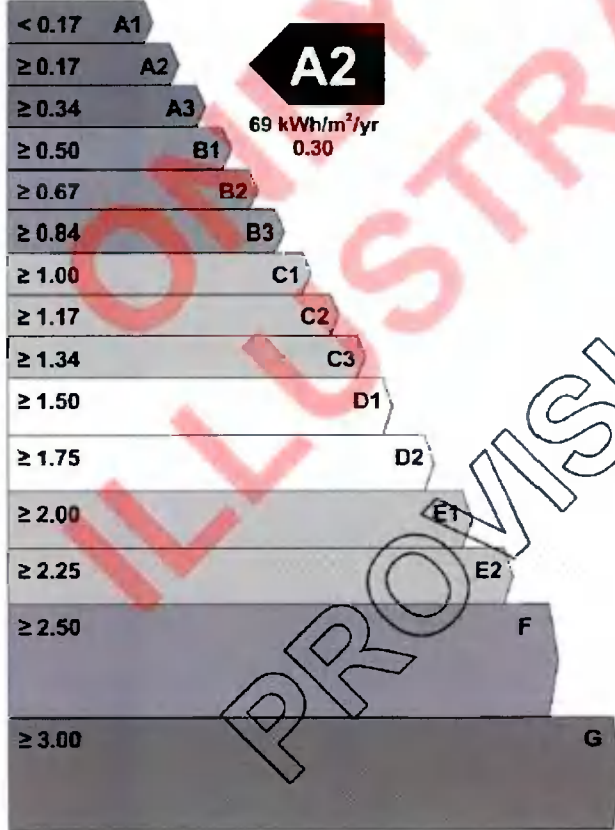 < 0.17 A1
≥ 0.17 A2
≥ 0.34 A3
≥ 0.50 B1
≥ 0.67 B2
≥ 0.84 B3
≥ 1.00 C1
≥ 1.17 C2
≥ 1.34 C3
≥ 1.50 D1
≥ 1.75 D2
≥ 2.00 E1
≥ 2.25 E2
≥ 2.50 F
≥ 3.00 G
A2
69 kWh/m²/yr
0.30
ONLY
ILLUSTR
PROVISI